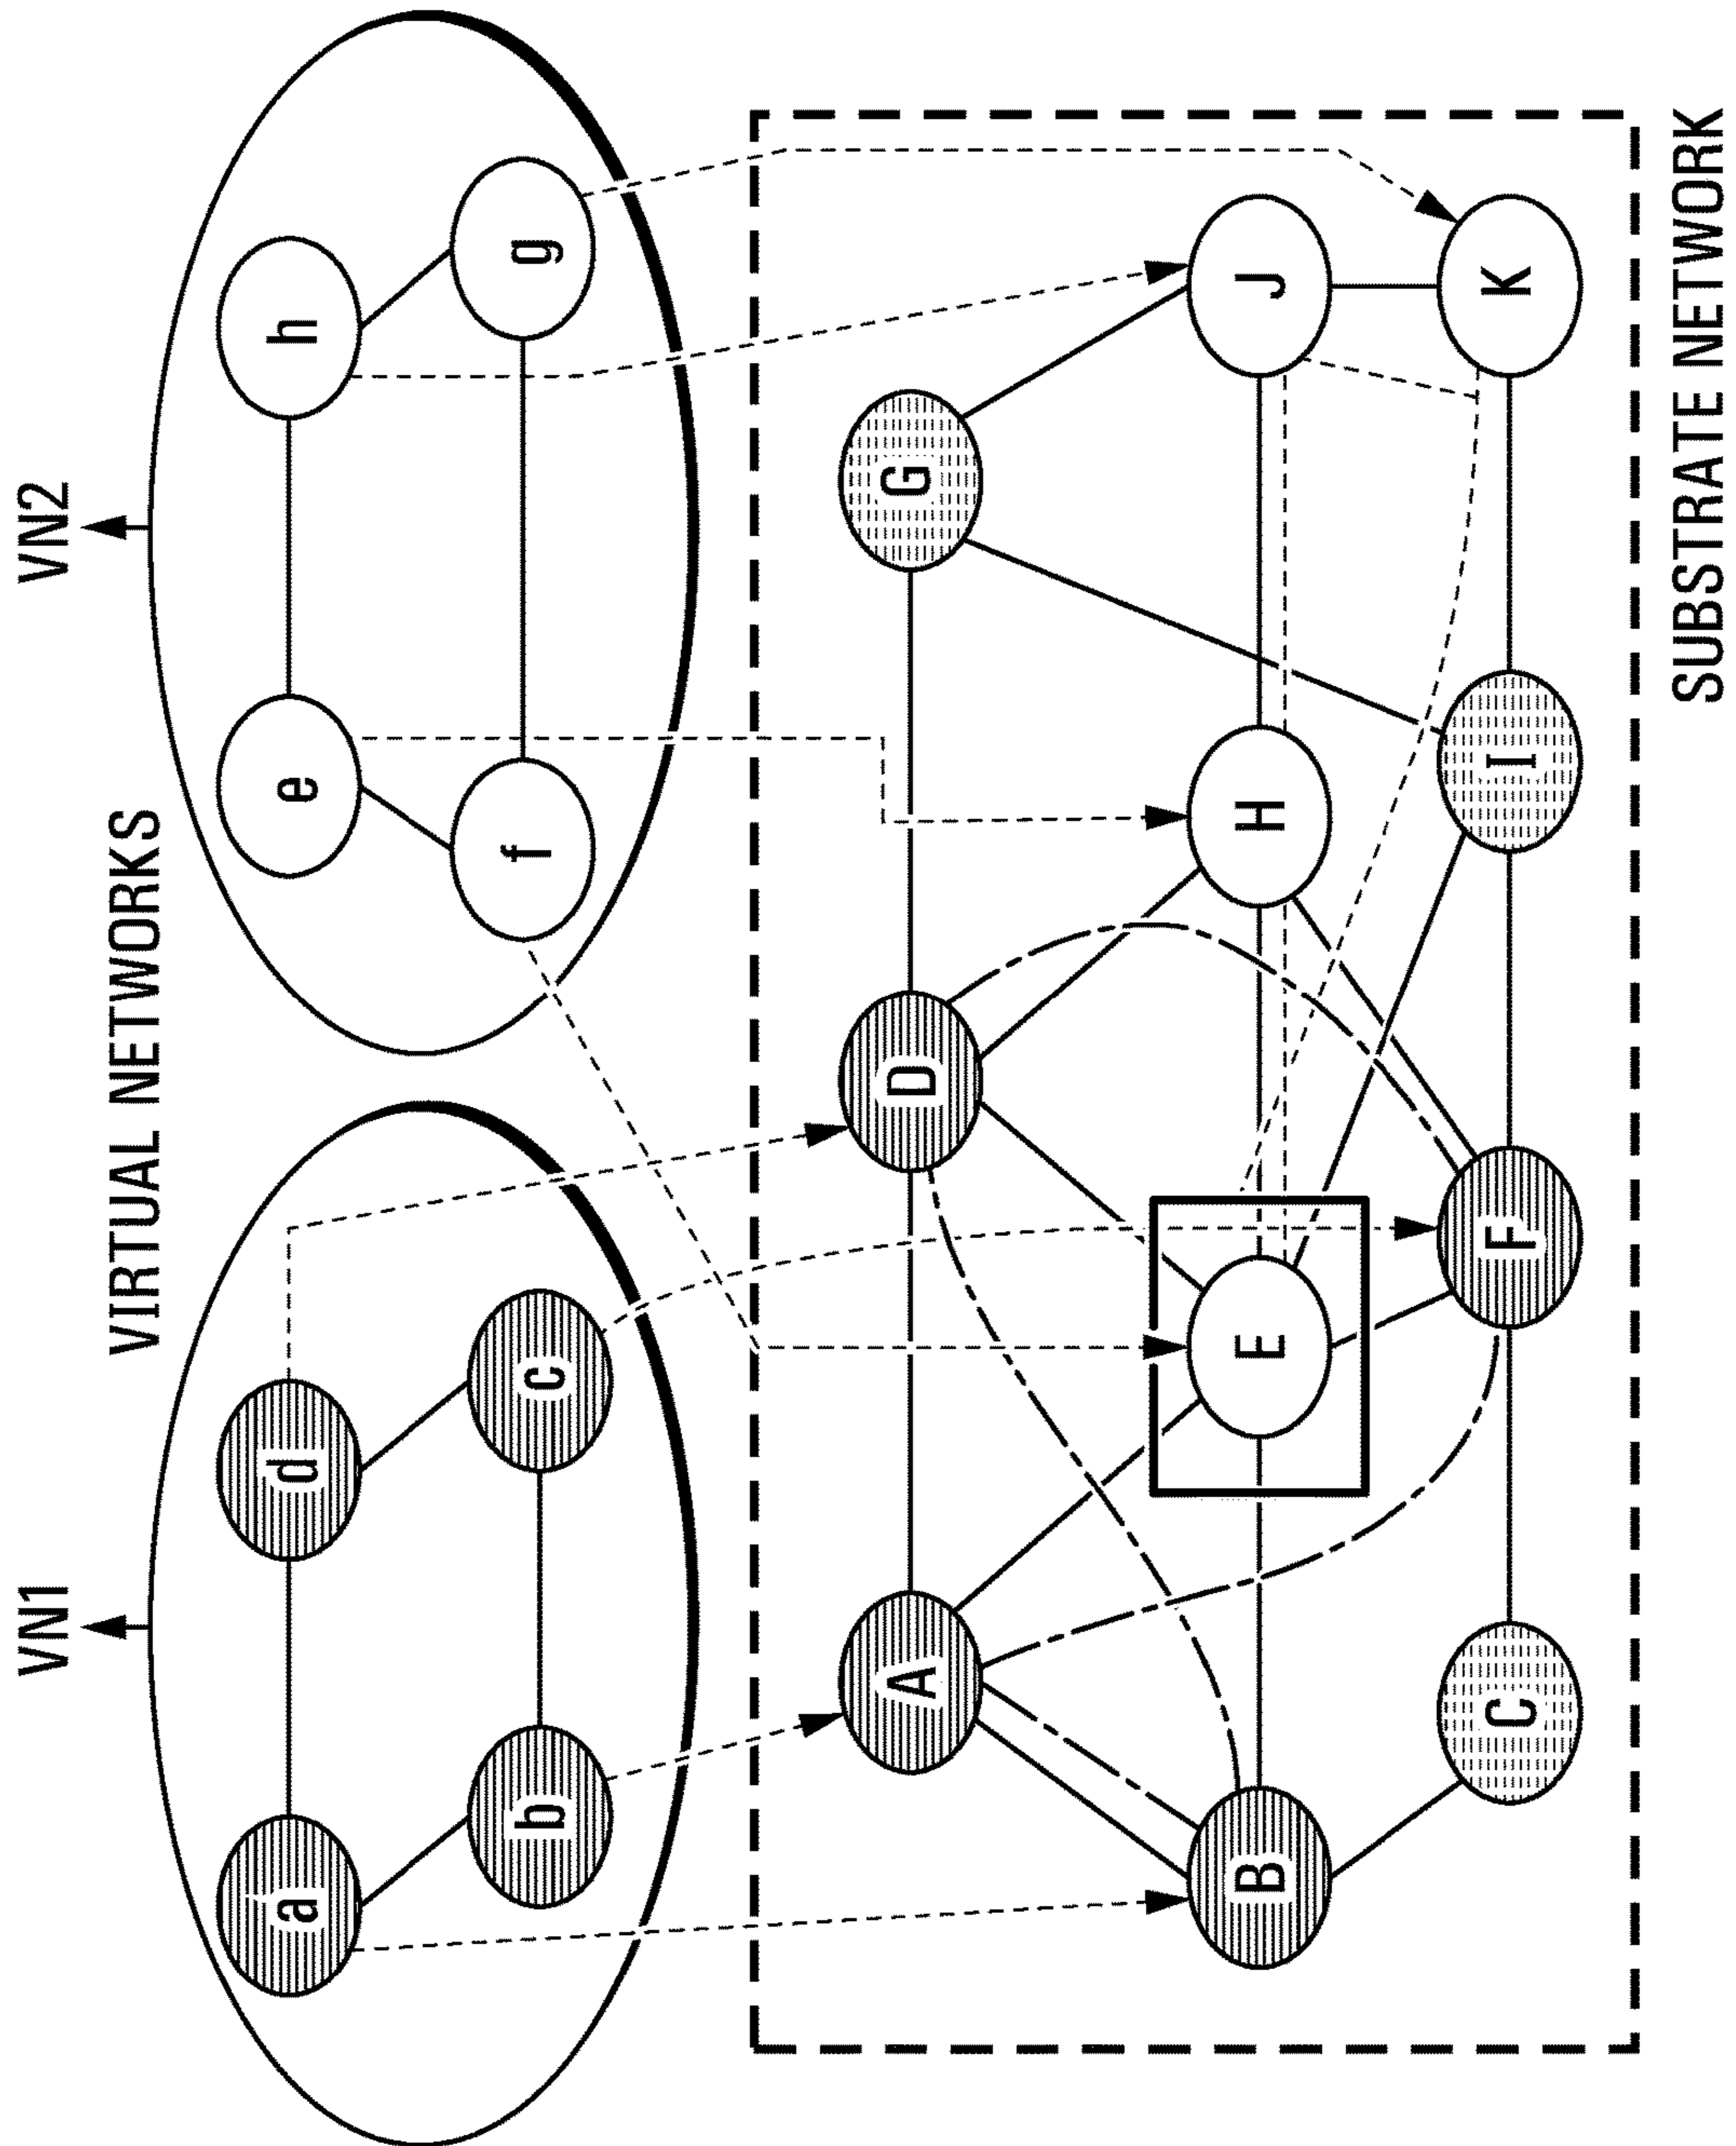 VIRTUAL NETWORKS
VN1
VN2
a
d
b
c
e
h
f
g
A
D
G
B
E
H
J
C
F
I
K
SUBSTRATE NETWORK